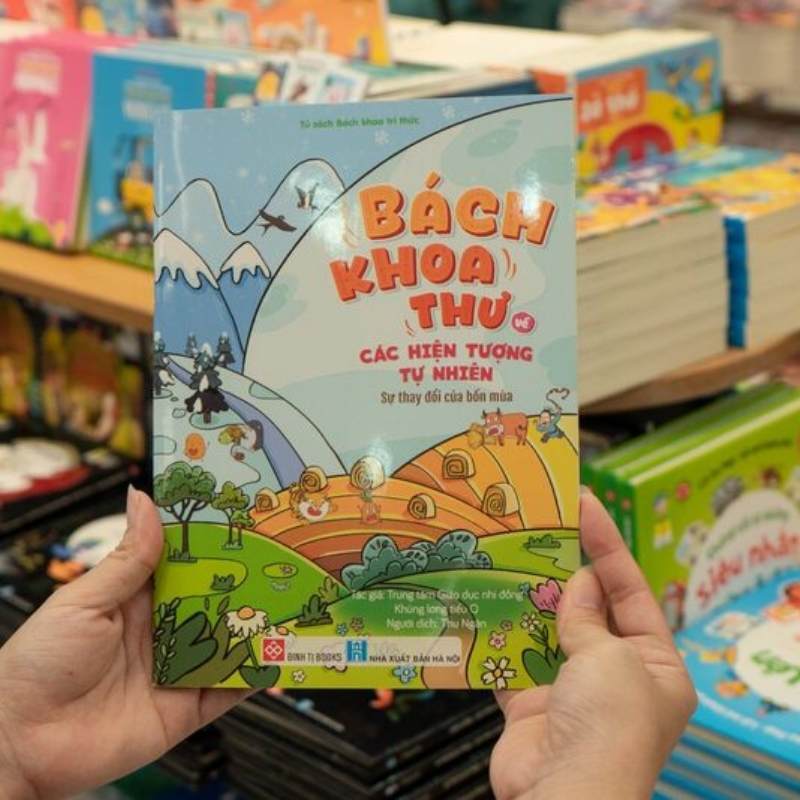 Tủ sách Bách khoa tri thức
BÁCH
KHOA
THƯ
về
CÁC HIỆN TƯỢNG
TỰ NHIÊN
Sự thay đổi của bốn mùa
Tác giả: Trung tâm Giáo dục nhi đồng
Khủng long tiểu Q
Người dịch: Thu Ngân
ĐINH TỊ BOOKS
NHÀ XUẤT BẢN HÀ NỘI
siêu nhân